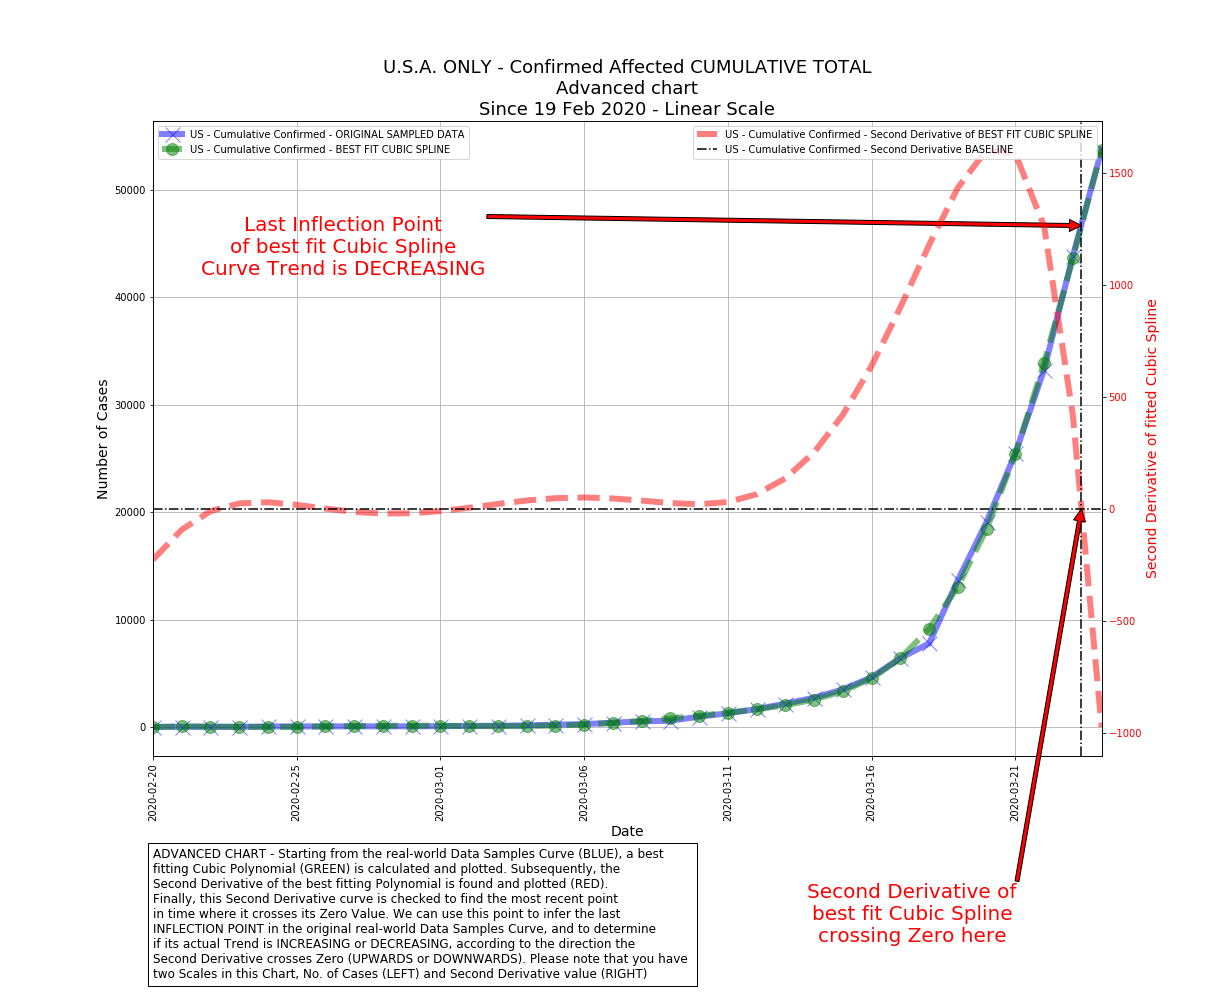 U.S.A. ONLY - Confirmed Affected CUMULATIVE TOTAL
Advanced chart
Since 19 Feb 2020 - Linear Scale
US - Cumulative Confirmed - ORIGINAL SAMPLED DATA
US - Cumulative Confirmed - BEST FIT CUBIC SPLINE
US - Cumulative Confirmed - Second Derivative of BEST FIT CUBIC SPLINE
US - Cumulative Confirmed - Second Derivative BASELINE
Last Inflection Point
of best fit Cubic Spline
Curve Trend is DECREASING
Number of Cases
50000
40000
30000
20000
10000
0
1500
1000
500
0
−500
−1000
Second Derivative of fitted Cubic Spline
2020-02-20
2020-02-25
2020-03-01
2020-03-06
2020-03-11
2020-03-16
2020-03-21
Date
ADVANCED CHART - Starting from the real-world Data Samples Curve (BLUE), a best
fitting Cubic Polynomial (GREEN) is calculated and plotted. Subsequently, the
Second Derivative of the best fitting Polynomial is found and plotted (RED).
Finally, this Second Derivative curve is checked to find the most recent point
in time where it crosses its Zero Value. We can use this point to infer the last
INFLECTION POINT in the original real-world Data Samples Curve, and to determine
if its actual Trend is INCREASING or DECREASING, according to the direction the
Second Derivative crosses Zero (UPWARDS or DOWNWARDS). Please note that you have
two Scales in this Chart, No. of Cases (LEFT) and Second Derivative value (RIGHT)
Second Derivative of
best fit Cubic Spline
crossing Zero here